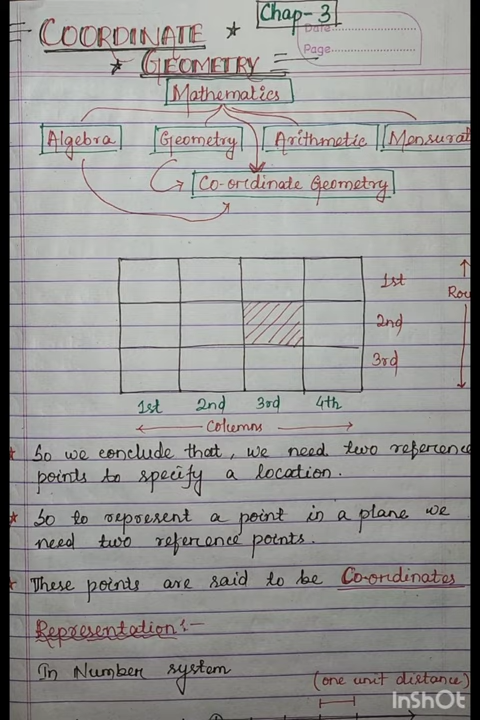 Chap- 3
COORDINATE
Date
Page
GEOMETRY
Mathematics
Algebra Geometry Arithmetic Mensurat
Co-ordinate Geometry
1st
Row
2nd
3rd
1st 2nd 3rd 4th
Columns
So we conclude that, we need two reference
points to specify a location.
So to represent a point in a plane we
need two reference points.
These points are said to be Co-ordinates
Representation:-
In Number system
(one unit distance)
InShOt